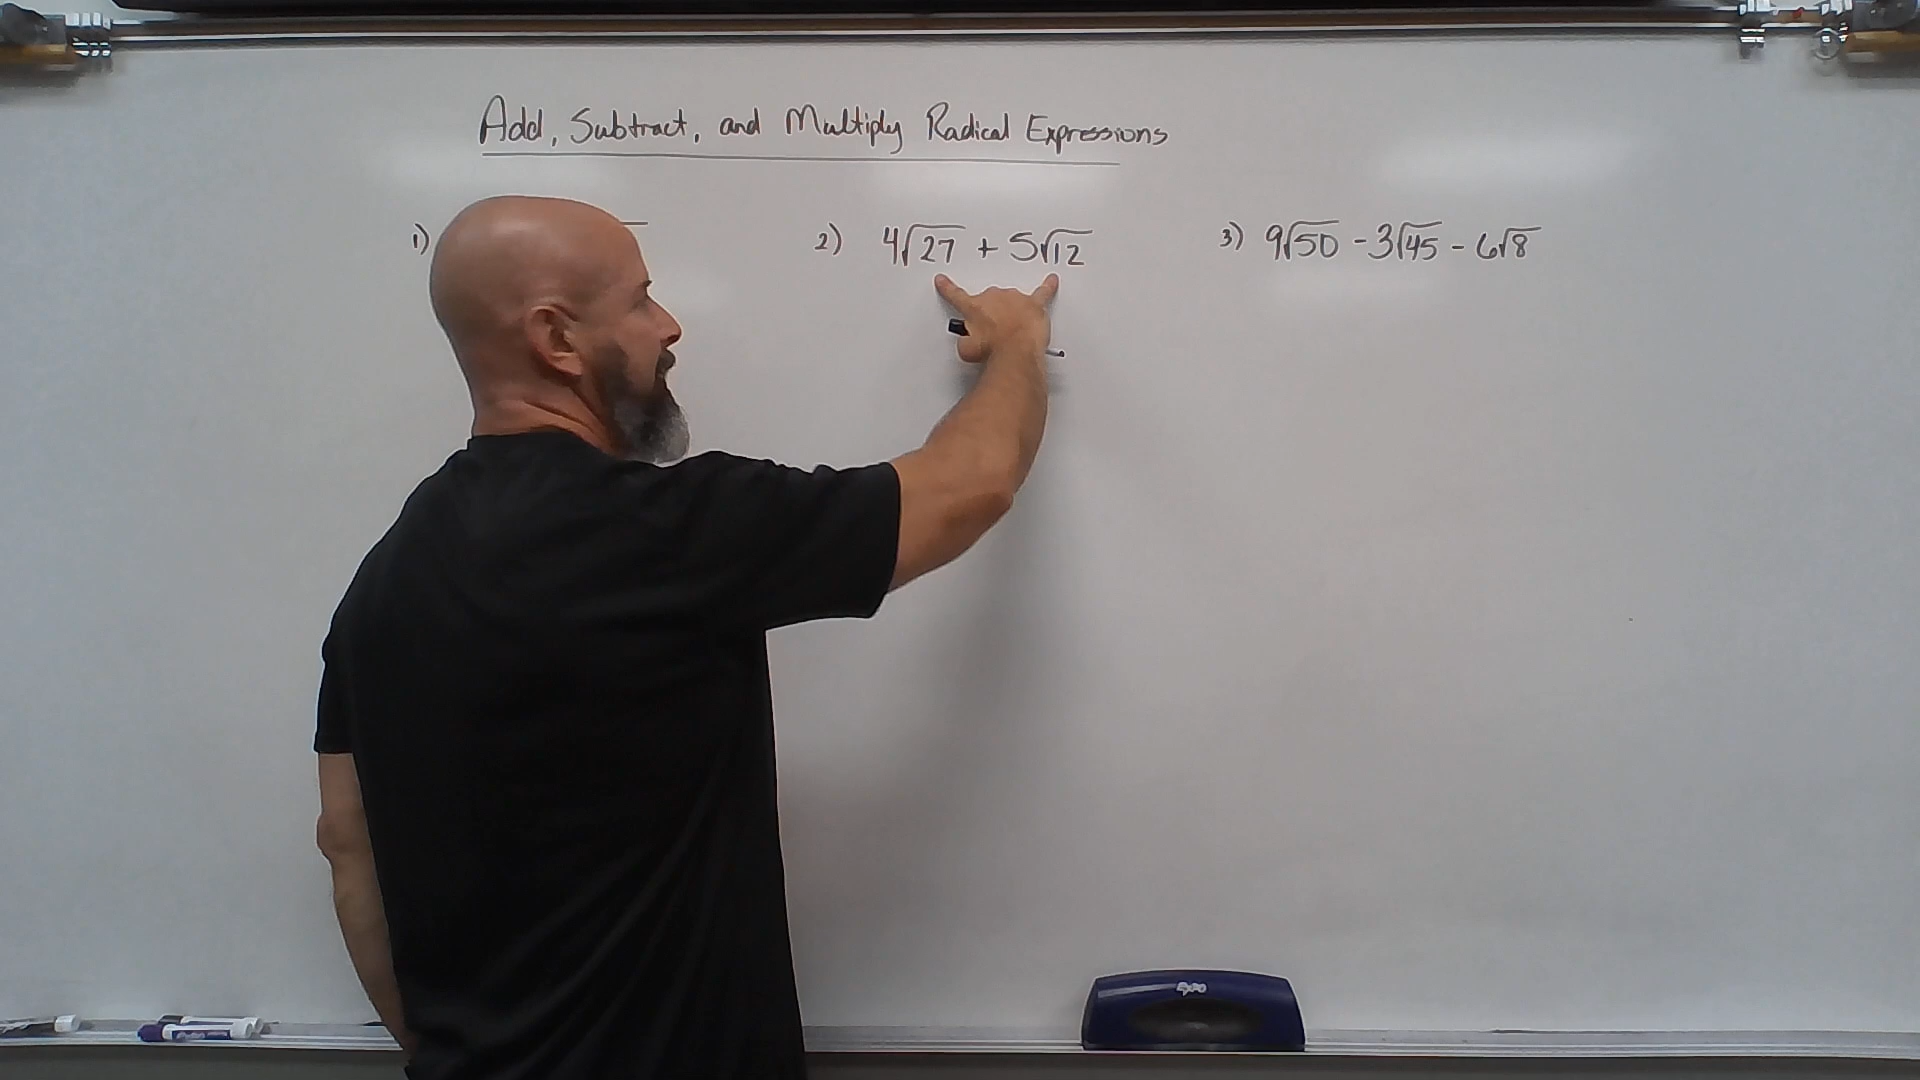 Add, Subtract, and Multiply Radical Expressions
1)
2) 4√27 + 5√12
3) 9√50 - 3√45 - 6√8
EXPO